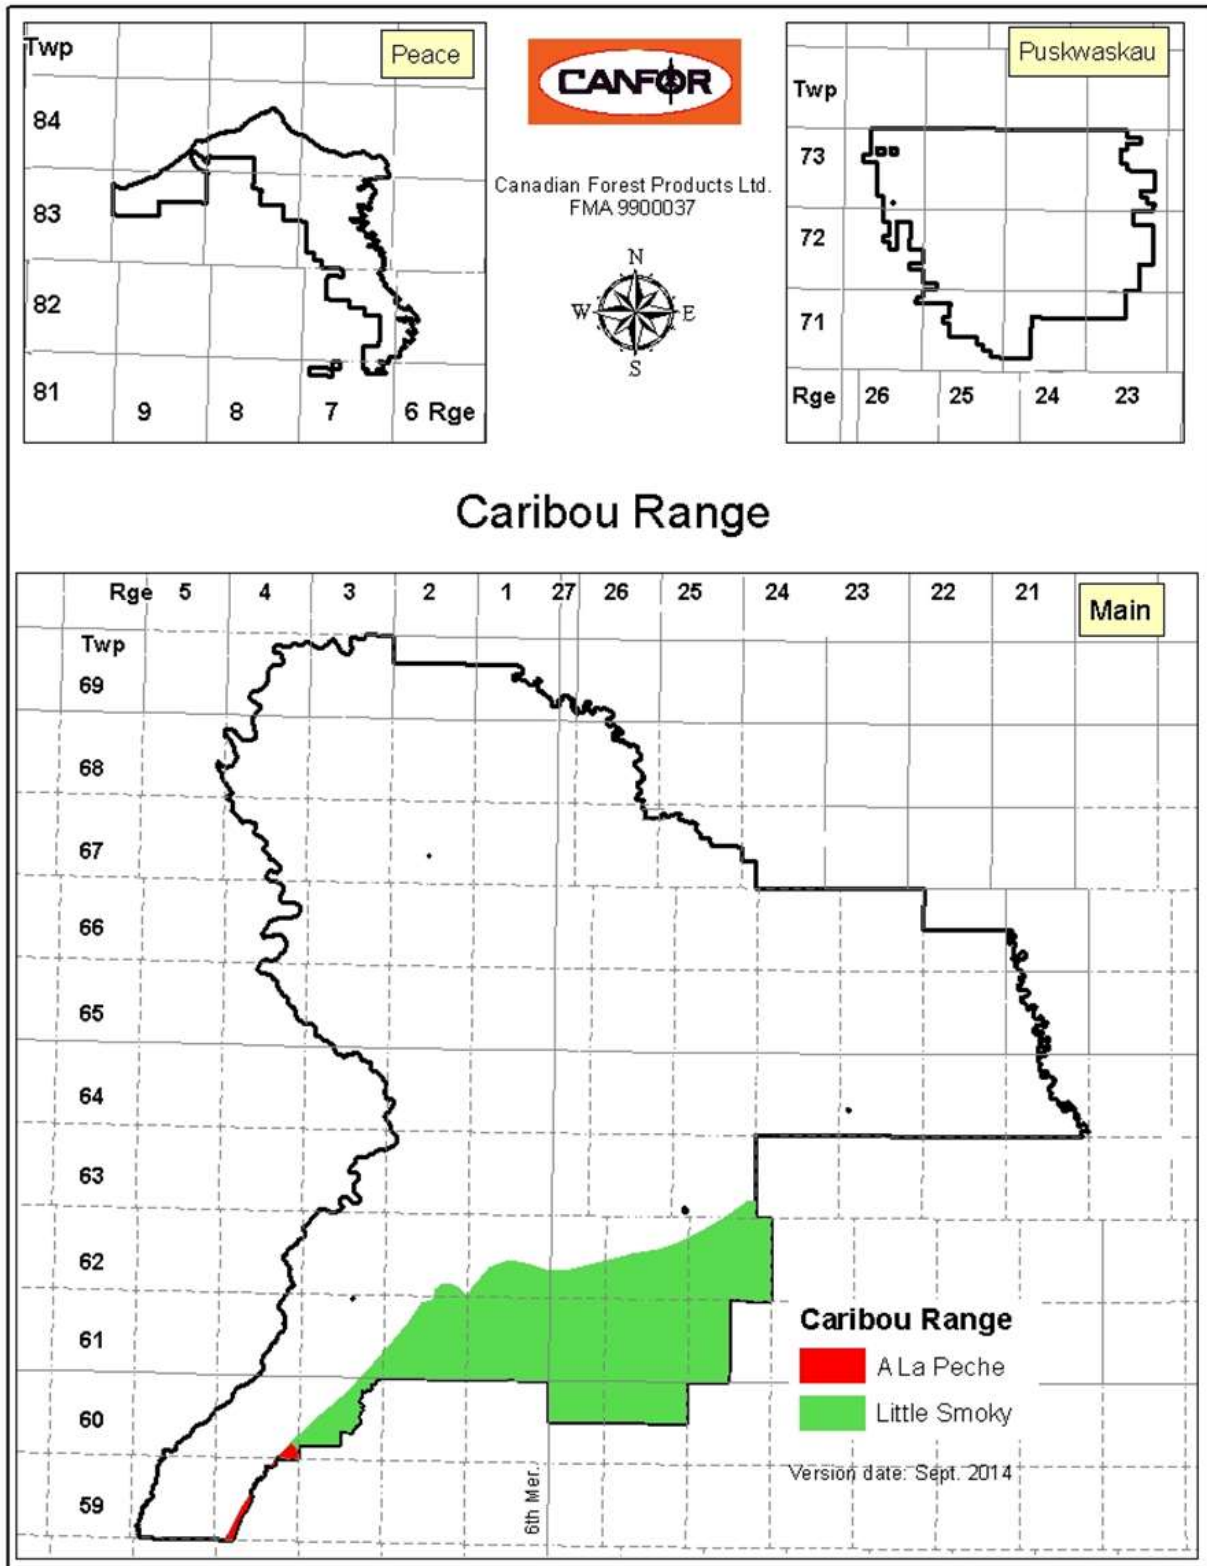 Twp
Peace
84
83
82
81
9 8 7 6 Rge
CANFOR
Canadian Forest Products Ltd.
FMA 9900037
N
W E
S
Puskwaskau
Twp
73
72
71
Rge 26 25 24 23
Caribou Range
Rge 5 4 3 2 1 27 26 25 24 23 22 21
Main
Twp
69
68
67
66
65
64
63
62
61
60
59
6th Mer.
Caribou Range
A La Peche
Little Smoky
Version date: Sept. 2014